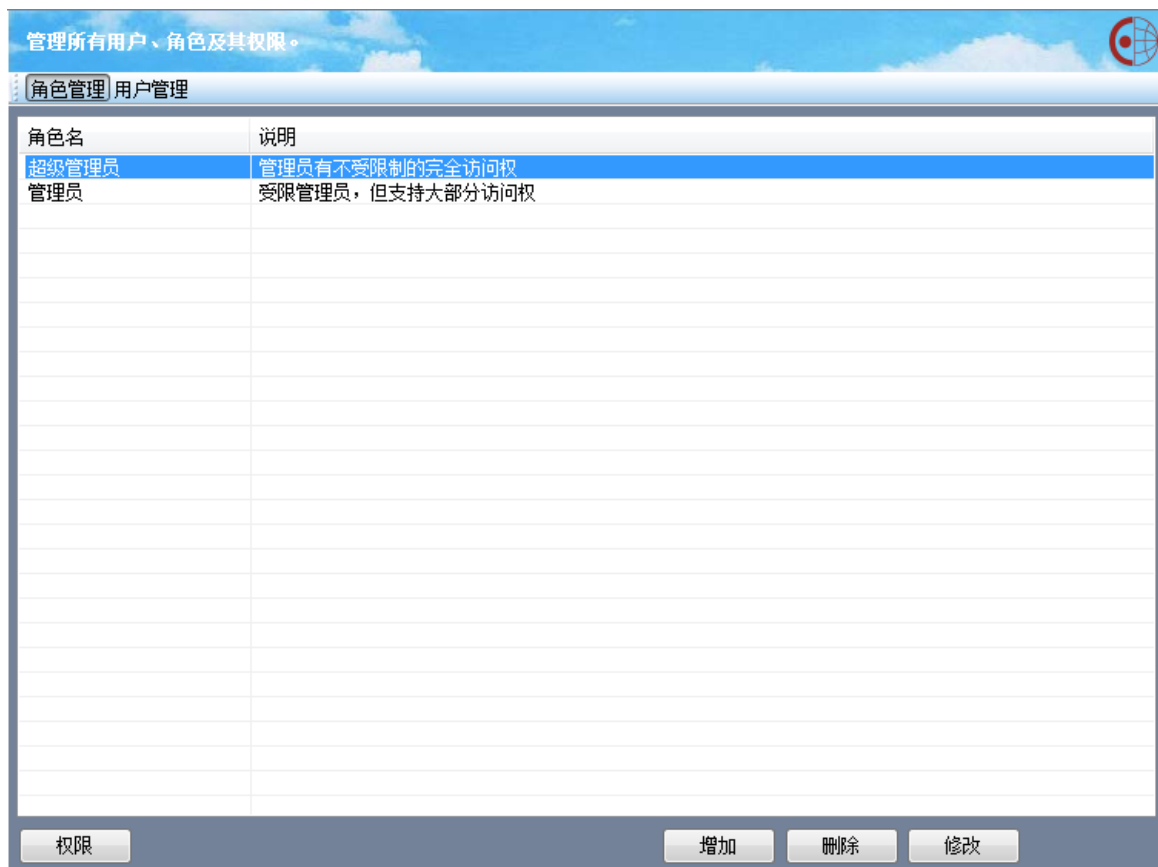 管理所有用户、角色及其权限。
角色管理 用户管理
角色名 说明
超级管理员 管理员有不受限制的完全访问权
管理员 受限管理员，但支持大部分访问权
权限 增加 删除 修改